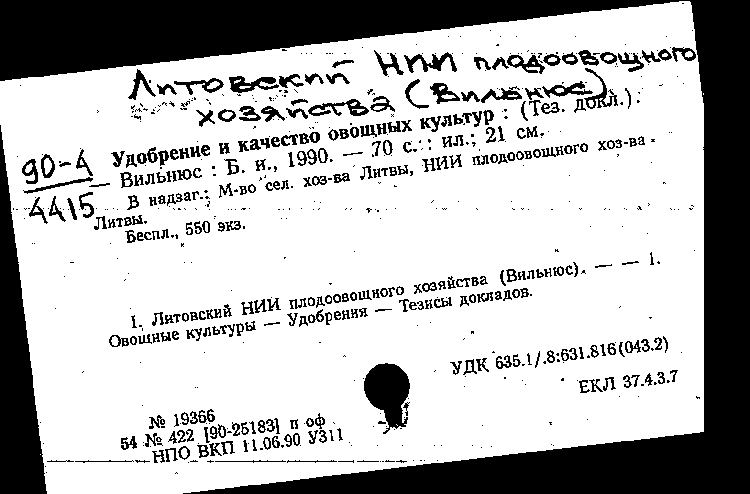 Литовский НИИ плодоовощного
хозяйства (Вильнюс)
90-4
4415
Удобрение и качество овощных культур : (Тез. докл.).
— Вильнюс : Б. и., 1990. — 70 с. : ил.; 21 см.
В надзаг.: М-во сел. хоз-ва Литвы, НИИ плодоовощного хоз-ва
Литвы.
Беспл., 550 экз.
1. Литовский НИИ плодоовощного хозяйства (Вильнюс). — — 1.
Овощные культуры — Удобрения — Тезисы докладов.
УДК 635.1/.8:631.816(043.2)
ЕКЛ 37.4.3.7
№ 19366
54 № 422 [90-25183] п оф
НПО ВКП 11.06.90 У311